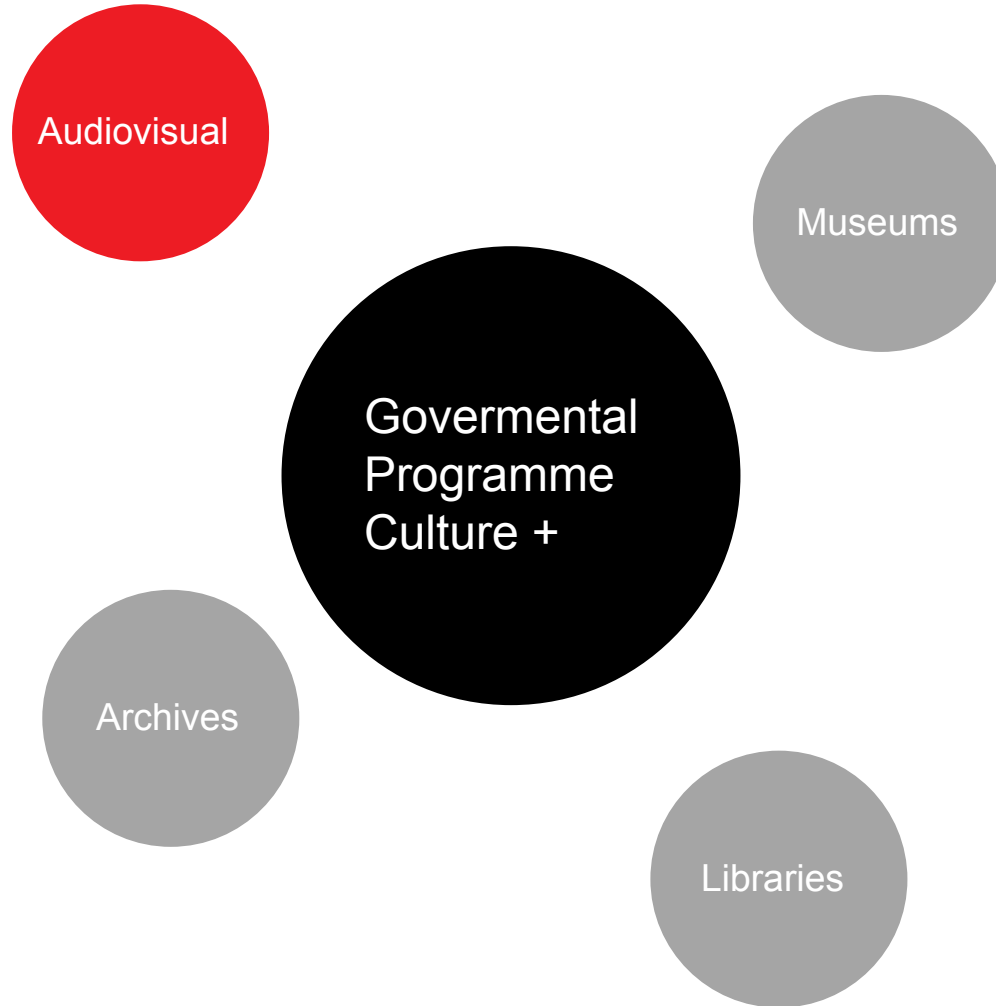 Audiovisual
Museums
Govermental
Programme
Culture +
Archives
Libraries